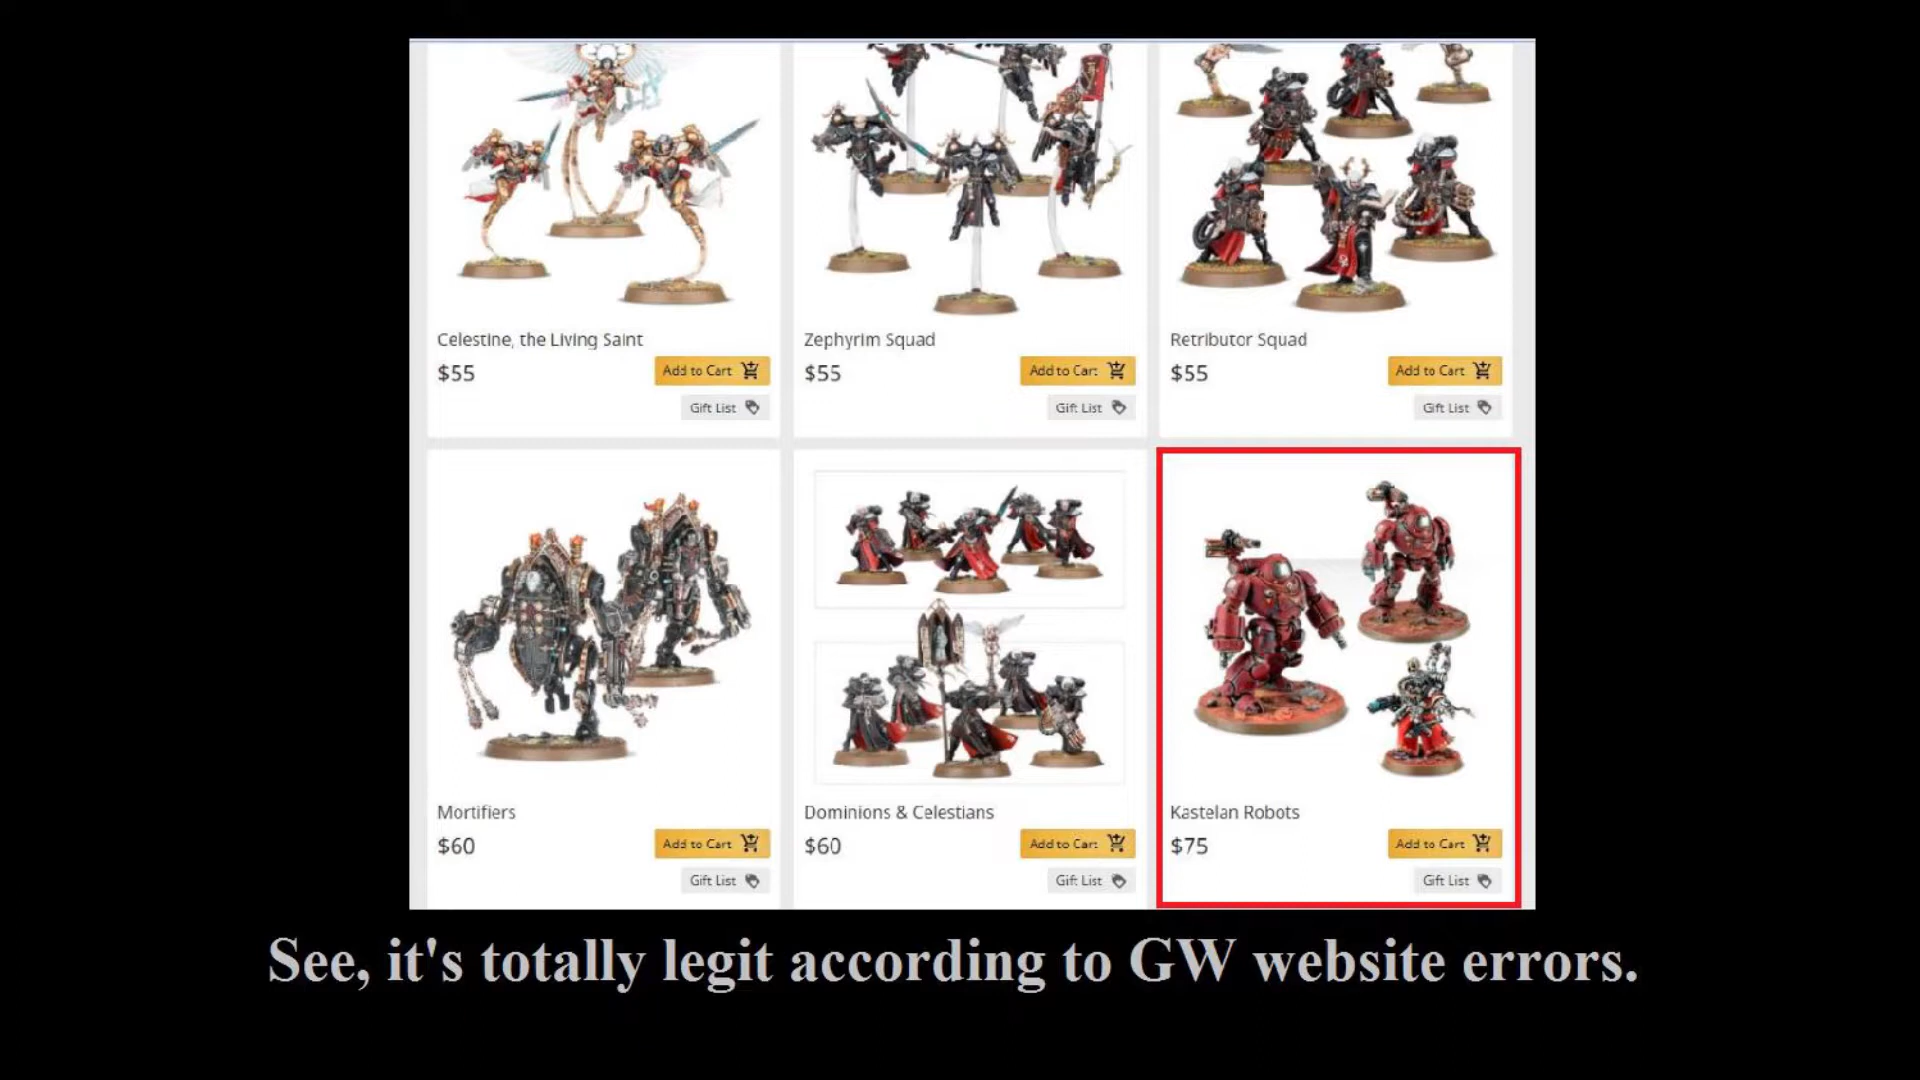 Celestine, the Living Saint
$55
Add to Cart
Gift List
Zephyrim Squad
$55
Add to Cart
Gift List
Retributor Squad
$55
Add to Cart
Gift List
Mortifiers
$60
Add to Cart
Gift List
Dominions & Celestians
$60
Add to Cart
Gift List
Kastelan Robots
$75
Add to Cart
Gift List
See, it's totally legit according to GW website errors.